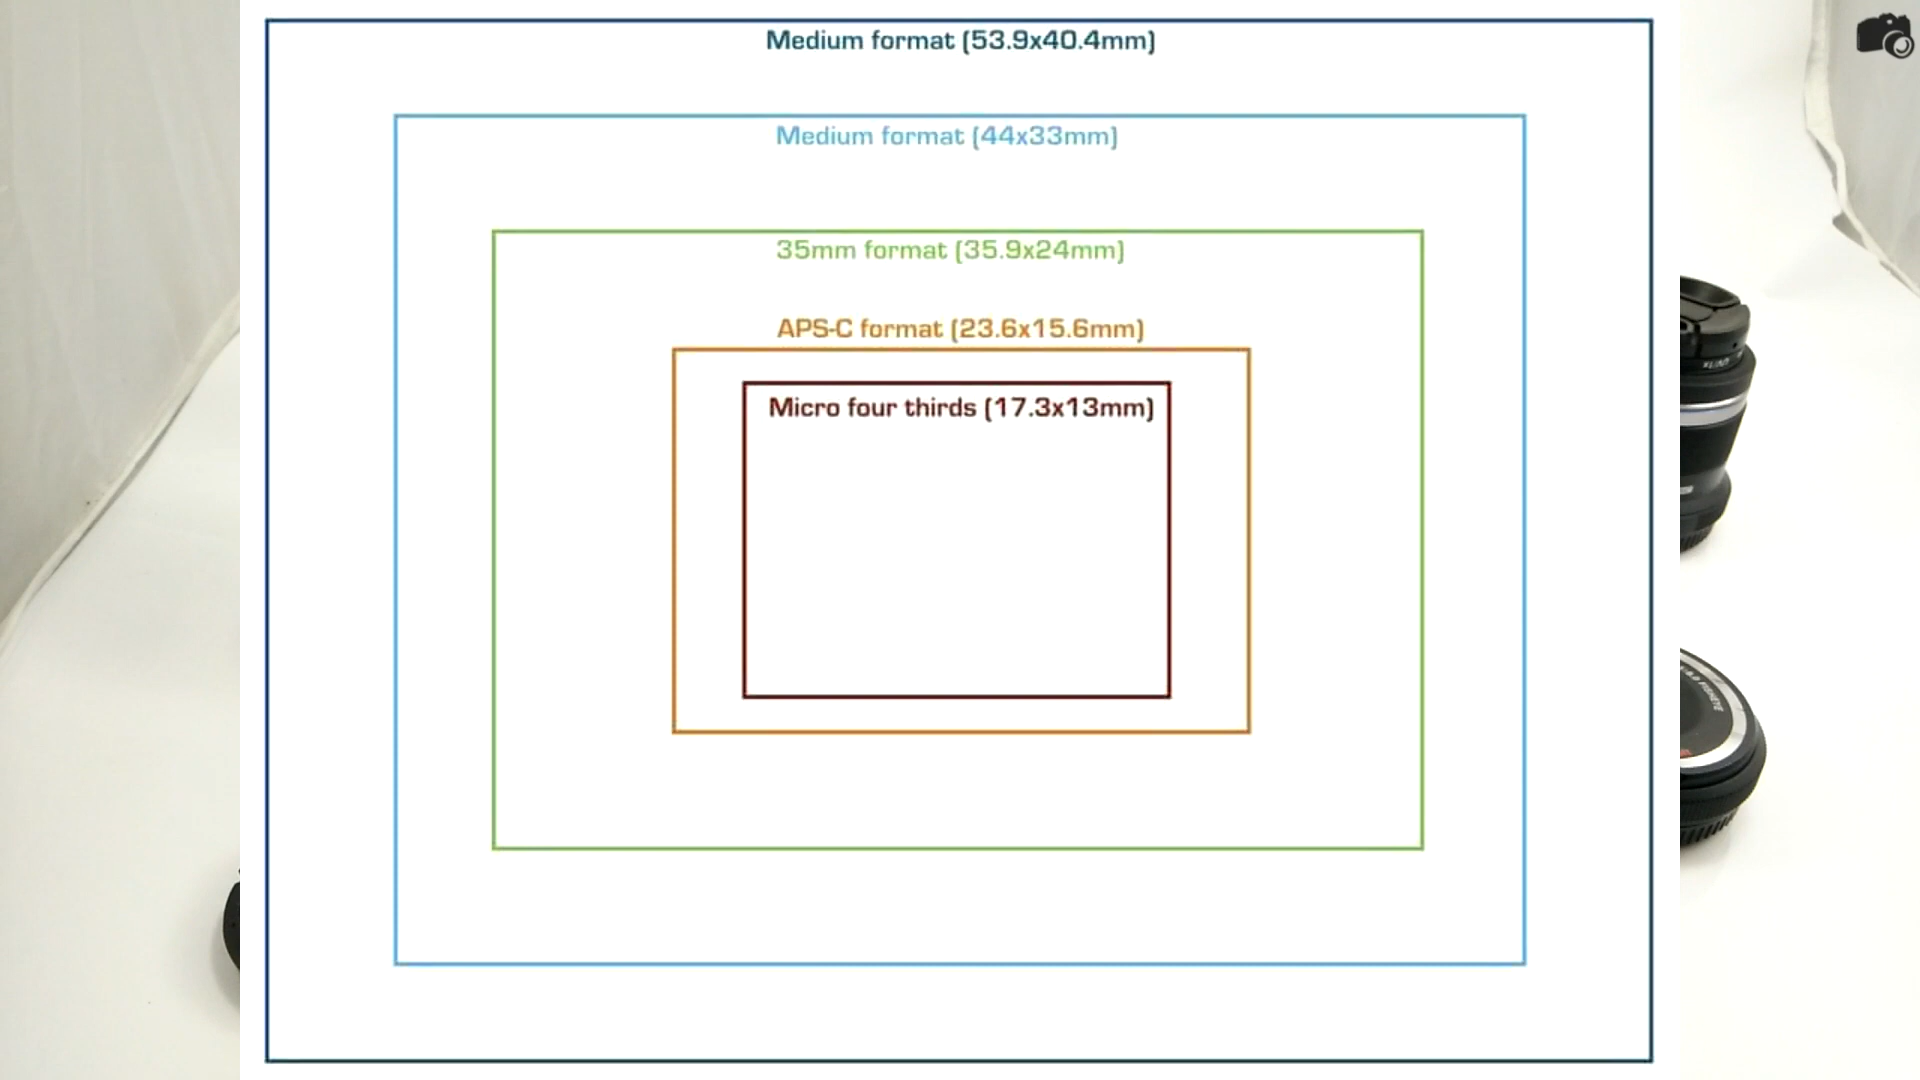 Medium format (53.9x40.4mm)
Medium format (44x33mm)
35mm format (35.9x24mm)
APS-C format (23.6x15.6mm)
Micro four thirds (17.3x13mm)
FISHEYE